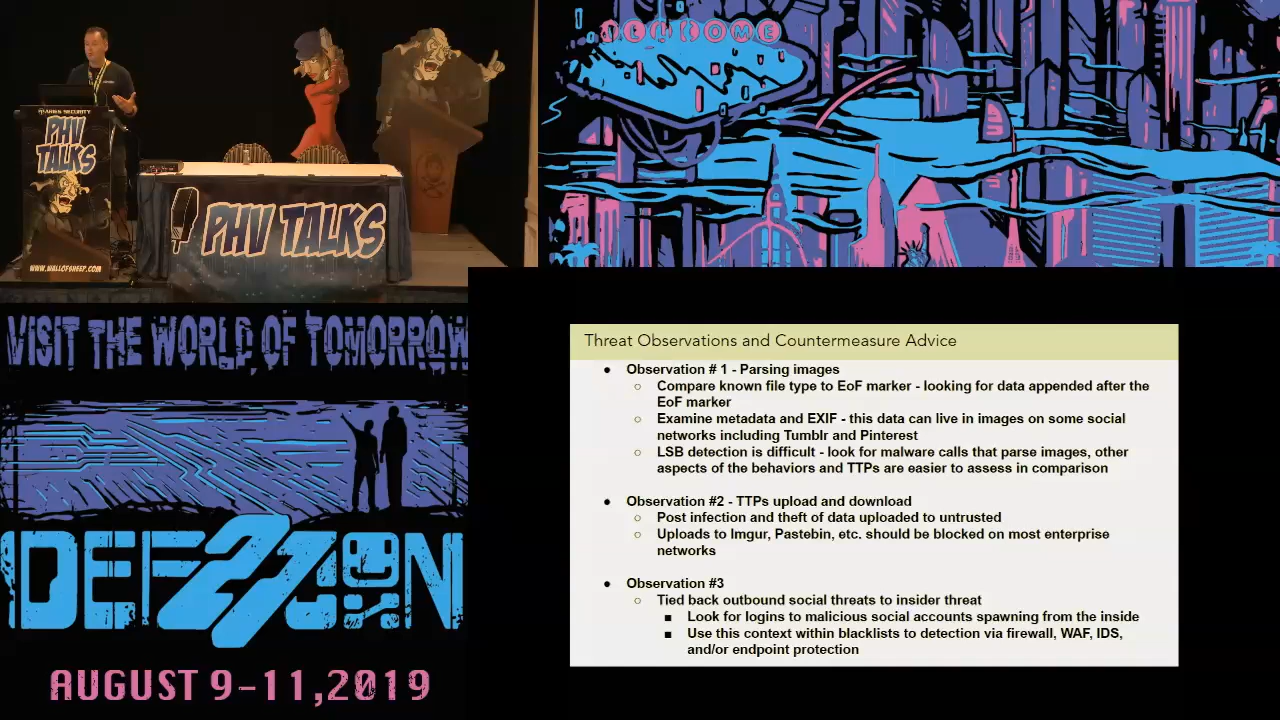 WELCOME
ARIES SECURITY
PHV
TALKS
WWW.WALLOFSHEEP.COM
PHV TALKS
VISIT THE WORLD OF TOMORROW
DEFCON
27
AUGUST 9-11,2019
Threat Observations and Countermeasure Advice
● Observation # 1 - Parsing images
○ Compare known file type to EoF marker - looking for data appended after the
EoF marker
○ Examine metadata and EXIF - this data can live in images on some social
networks including Tumblr and Pinterest
○ LSB detection is difficult - look for malware calls that parse images, other
aspects of the behaviors and TTPs are easier to assess in comparison
● Observation #2 - TTPs upload and download
○ Post infection and theft of data uploaded to untrusted
○ Uploads to Imgur, Pastebin, etc. should be blocked on most enterprise
networks
● Observation #3
○ Tied back outbound social threats to insider threat
■ Look for logins to malicious social accounts spawning from the inside
■ Use this context within blacklists to detection via firewall, WAF, IDS,
and/or endpoint protection